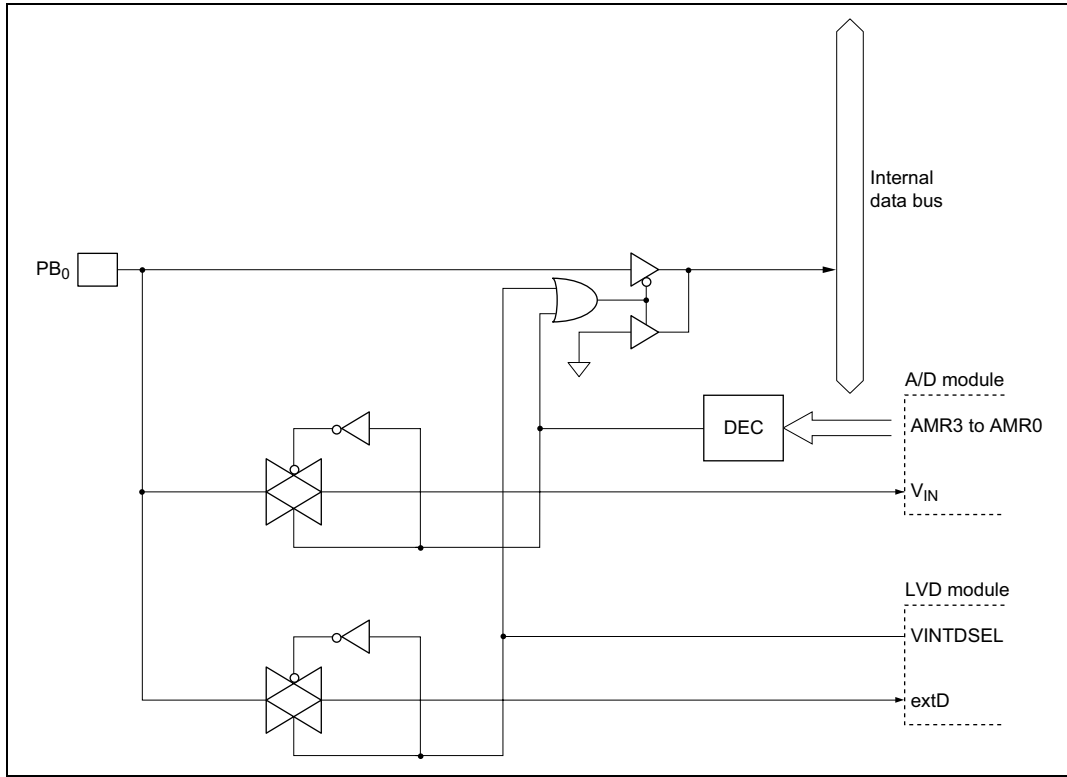 Internal
data bus
PB0
A/D module
DEC
AMR3 to AMR0
VIN
LVD module
VINTDSEL
extD